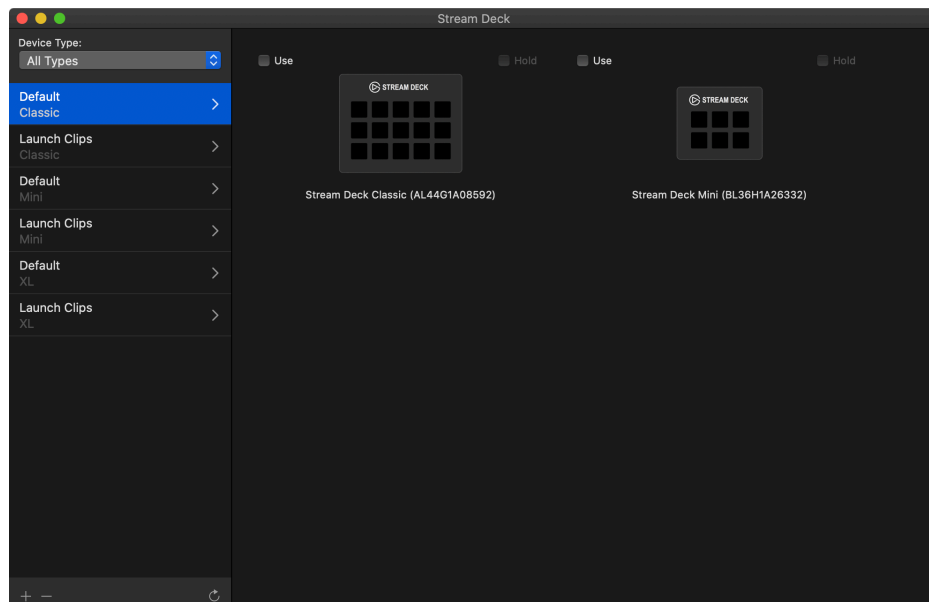 Stream Deck
Device Type:
All Types
Default
Classic
Launch Clips
Classic
Default
Mini
Launch Clips
Mini
Default
XL
Launch Clips
XL
Use
Hold
STREAM DECK
Stream Deck Classic (AL44G1A08592)
Use
Hold
STREAM DECK
Stream Deck Mini (BL36H1A26332)